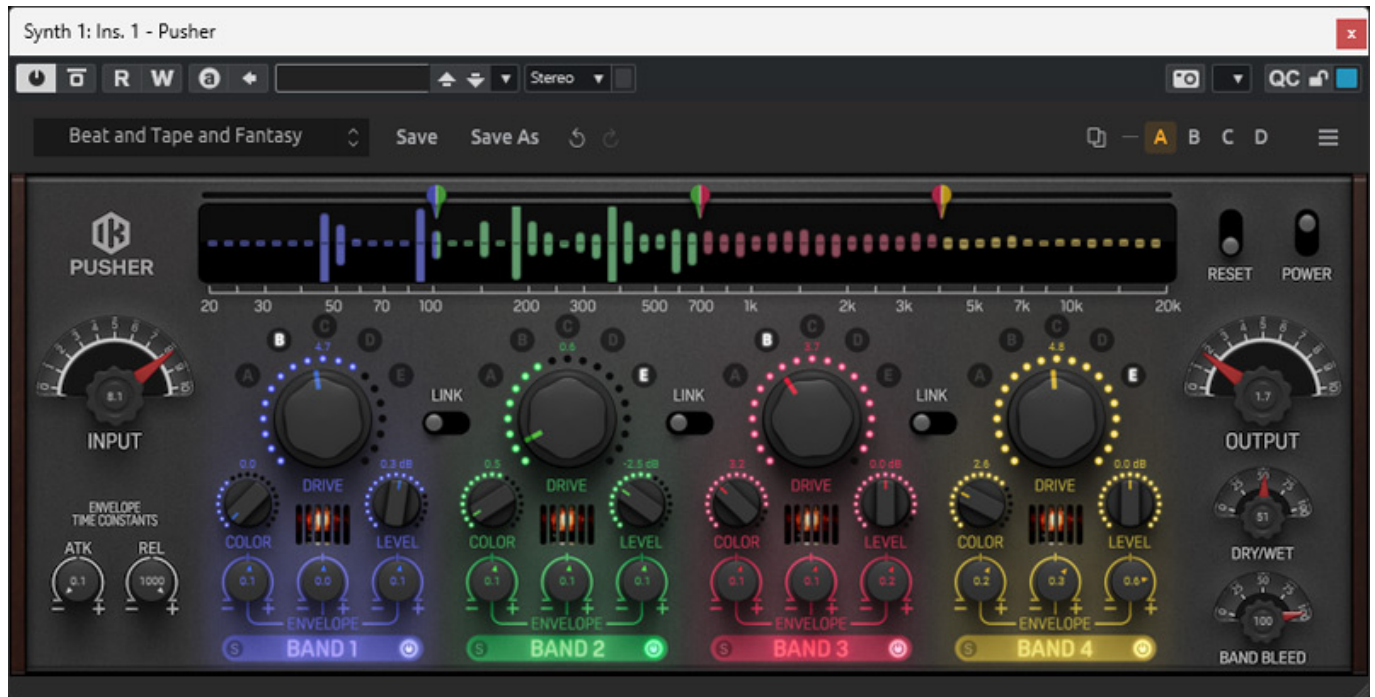 Synth 1: Ins. 1 - Pusher
x
R W a Stereo QC
Beat and Tape and Fantasy Save Save As A B C D
PUSHER
RESET POWER
20 30 50 70 100 200 300 500 700 1k 2k 3k 5k 7k 10k 20k
A B C D E
4.7
A B C D E
0.6
A B C D E
3.7
A B C D E
4.8
8.1
INPUT
LINK LINK LINK
1.7
OUTPUT
0.0 DRIVE 0.3 dB
0.5 DRIVE -2.5 dB
3.2 DRIVE 0.0 dB
2.6 DRIVE 0.0 dB
COLOR LEVEL COLOR LEVEL COLOR LEVEL COLOR LEVEL
25 50 75
51
DRY/WET
ENVELOPE
TIME CONSTANTS
ATK REL
0.1 1000
- + - +
0.1 0.0 0.1
0.1 0.1 0.1
0.1 0.1 0.2
0.2 0.3 0.6
ENVELOPE ENVELOPE ENVELOPE ENVELOPE
S BAND 1 S BAND 2 S BAND 3 S BAND 4
25 50 75
100
BAND BLEED